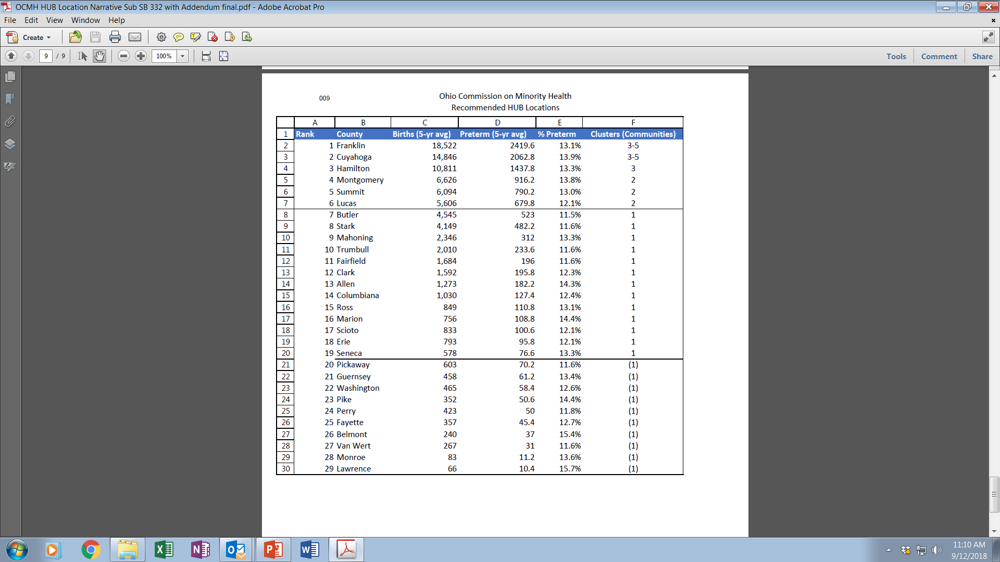 OCMH HUB Location Narrative Sub SB 332 with Addendum final.pdf - Adobe Acrobat Pro
File Edit View Window Help
Create
9 / 9 100% Tools Comment Share
009 Ohio Commission on Minority Health
Recommended HUB Locations
A B C D E F
1 Rank County Births (5-yr avg) Preterm (5-yr avg) % Preterm Clusters (Communities)
2 1 Franklin 18,522 2419.6 13.1% 3-5
3 2 Cuyahoga 14,846 2062.8 13.9% 3-5
4 3 Hamilton 10,811 1437.8 13.3% 3
5 4 Montgomery 6,626 916.2 13.8% 2
6 5 Summit 6,094 790.2 13.0% 2
7 6 Lucas 5,606 679.8 12.1% 2
8 7 Butler 4,545 523 11.5% 1
9 8 Stark 4,149 482.2 11.6% 1
10 9 Mahoning 2,346 312 13.3% 1
11 10 Trumbull 2,010 233.6 11.6% 1
12 11 Fairfield 1,684 196 11.6% 1
13 12 Clark 1,592 195.8 12.3% 1
14 13 Allen 1,273 182.2 14.3% 1
15 14 Columbiana 1,030 127.4 12.4% 1
16 15 Ross 849 110.8 13.1% 1
17 16 Marion 756 108.8 14.4% 1
18 17 Scioto 833 100.6 12.1% 1
19 18 Erie 793 95.8 12.1% 1
20 19 Seneca 578 76.6 13.3% 1
21 20 Pickaway 603 70.2 11.6% (1)
22 21 Guernsey 458 61.2 13.4% (1)
23 22 Washington 465 58.4 12.6% (1)
24 23 Pike 352 50.6 14.4% (1)
25 24 Perry 423 50 11.8% (1)
26 25 Fayette 357 45.4 12.7% (1)
27 26 Belmont 240 37 15.4% (1)
28 27 Van Wert 267 31 11.6% (1)
29 28 Monroe 83 11.2 13.6% (1)
30 29 Lawrence 66 10.4 15.7% (1)
11:10 AM
9/12/2018